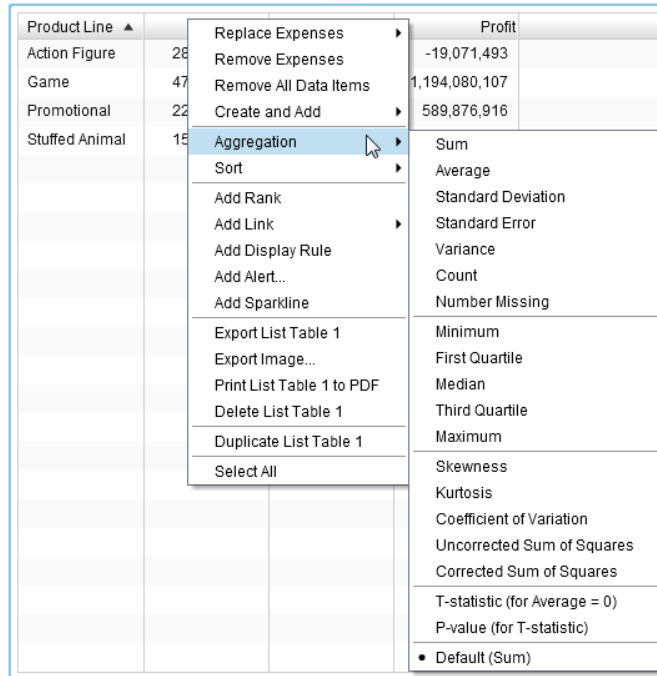 Product Line ▲ Profit
Action Figure 28 -19,071,493
Game 47 1,194,080,107
Promotional 22 589,876,916
Stuffed Animal 15
Replace Expenses
Remove Expenses
Remove All Data Items
Create and Add
Aggregation
Sort
Add Rank
Add Link
Add Display Rule
Add Alert...
Add Sparkline
Export List Table 1
Export Image...
Print List Table 1 to PDF
Delete List Table 1
Duplicate List Table 1
Select All
Sum
Average
Standard Deviation
Standard Error
Variance
Count
Number Missing
Minimum
First Quartile
Median
Third Quartile
Maximum
Skewness
Kurtosis
Coefficient of Variation
Uncorrected Sum of Squares
Corrected Sum of Squares
T-statistic (for Average = 0)
P-value (for T-statistic)
• Default (Sum)